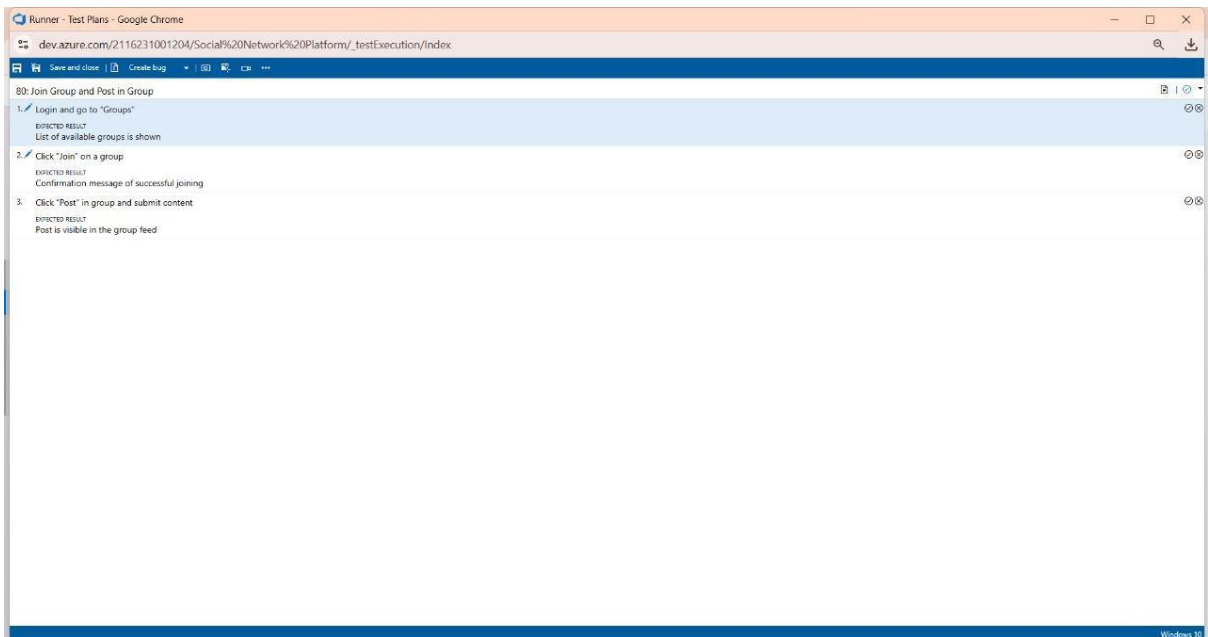 Runner - Test Plans - Google Chrome
dev.azure.com/2116231001204/Social%20Network%20Platform/_testExecution/Index
Save and close Create bug
80: Join Group and Post in Group
1. Login and go to "Groups"
EXPECTED RESULT
List of available groups is shown
2. Click "Join" on a group
EXPECTED RESULT
Confirmation message of successful joining
3. Click "Post" in group and submit content
EXPECTED RESULT
Post is visible in the group feed
Windows 10